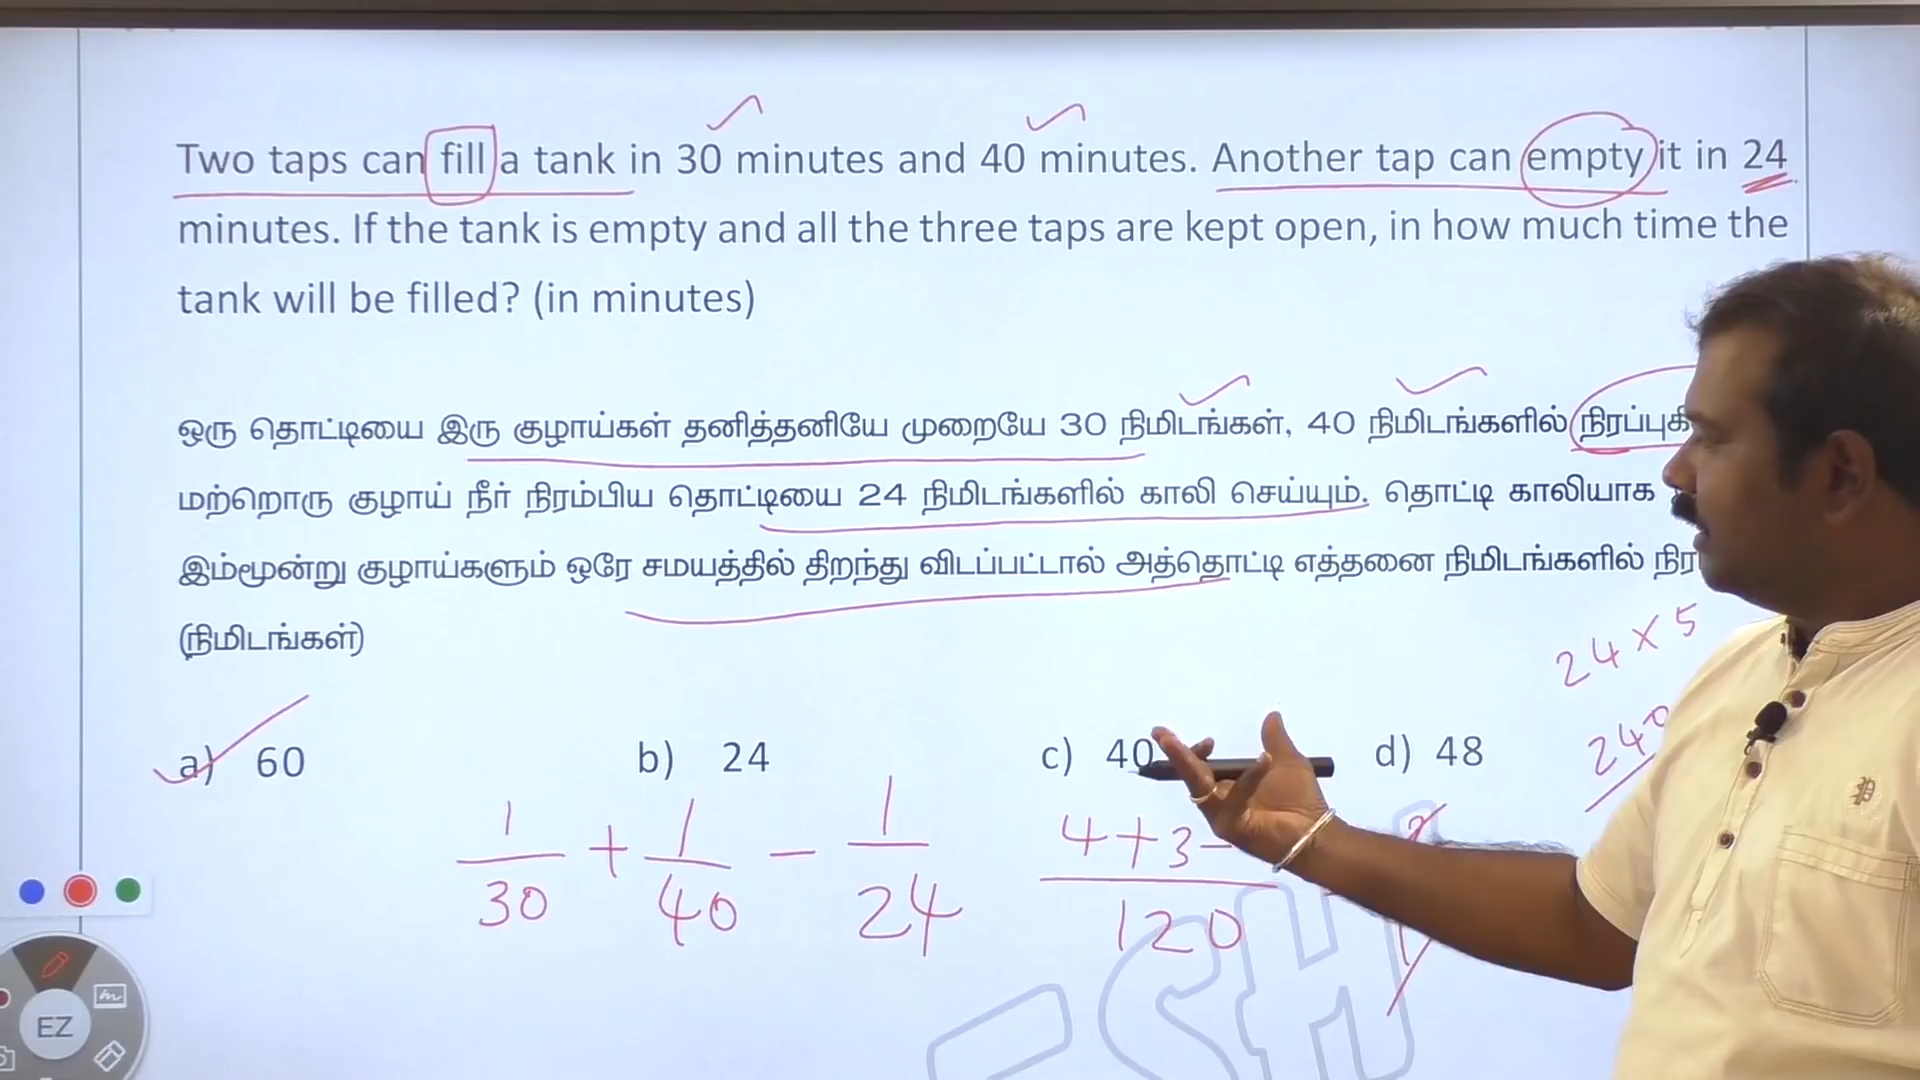 Two taps can fill a tank in 30 minutes and 40 minutes. Another tap can empty it in 24
minutes. If the tank is empty and all the three taps are kept open, in how much time the
tank will be filled? (in minutes)
ஒரு தொட்டியை இரு குழாய்கள் தனித்தனியே முறையே 30 நிமிடங்கள், 40 நிமிடங்களில்
மற்றொரு குழாய் நீர் நிரம்பிய தொட்டியை 24 நிமிடங்களில் காலி செய்யும். தொட்டி காலியாக
இம்மூன்று குழாய்களும் ஒரே சமயத்தில் திறந்து விடப்பட்டால் அத்தொட்டி எத்தனை நிமிடங்களில்
(நிமிடங்கள்)
24 × 5
240
a) 60 b) 24 c) 40 d) 48
1/30 + 1/40 - 1/24 4+3-/120
EZ